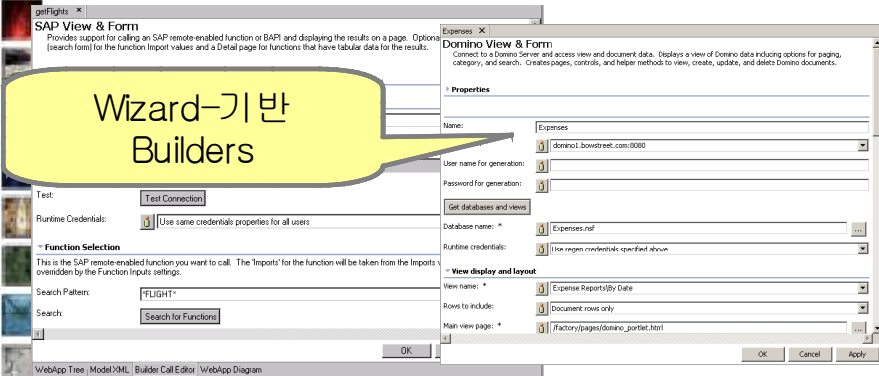 getFlights ×
SAP View & Form
Provides support for calling an SAP remote-enabled function or BAPI and displaying the results on a page. Optiona
(search form) for the function Import values and a Detail page for functions that have tabular data for the results.
Wizard-기반
Builders
Test:
Test Connection
Runtime Credentials:
Use same credentials properties for all users
Function Selection
This is the SAP remote-enabled function you want to call. The 'Imports' for the function will be taken from the Imports
overridden by the Function Inputs settings.
Search Pattern:
*FLIGHT*
Search:
Search for Functions
OK
WebApp Tree
Model XML
Builder Call Editor
WebApp Diagram
Expenses ×
Domino View & Form
Connect to a Domino Server and access view and document data. Displays a view of Domino data including options for paging,
category, and search. Creates pages, controls, and helper methods to view, create, update, and delete Domino documents.
Properties
Name:
Expenses
domino1.bowstreet.com:8080
User name for generation:
Password for generation:
Get databases and views
Database name: *
Expenses.nsf
...
Runtime credentials:
Use regen credentials specified above
View display and layout
View name: *
Expense Reports\By Date
Rows to include:
Document rows only
Main view page: *
/factory/pages/domino_portlet.html
...
OK
Cancel
Apply